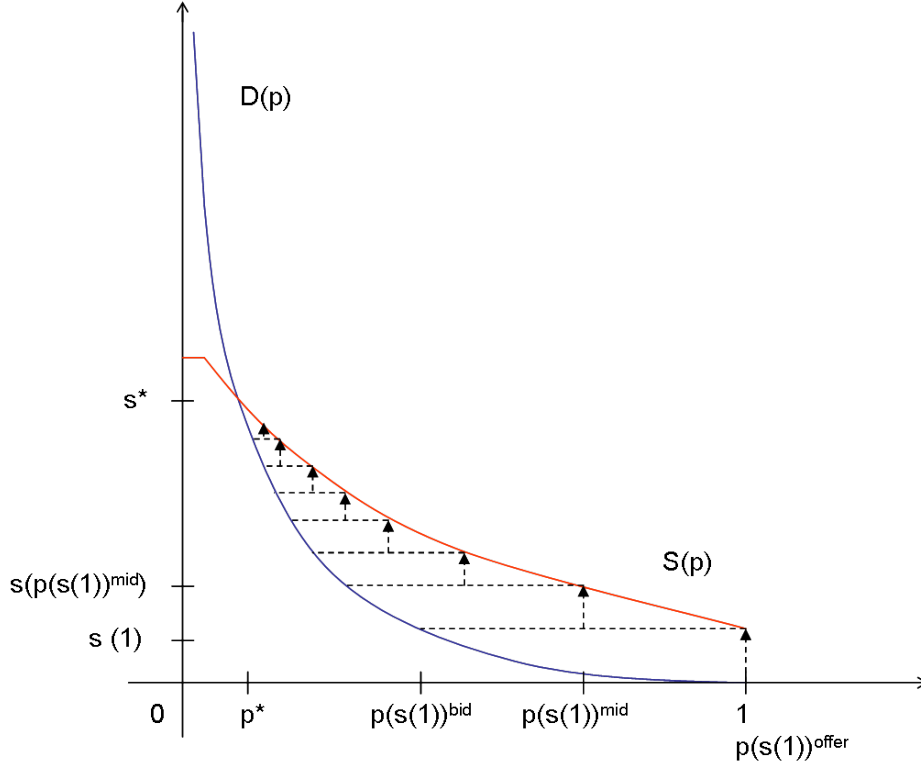 D(p)
s*
S(p)
s(p(s(1))mid)
s (1)
0
p*
p(s(1))bid
p(s(1))mid
1
p(s(1))offer